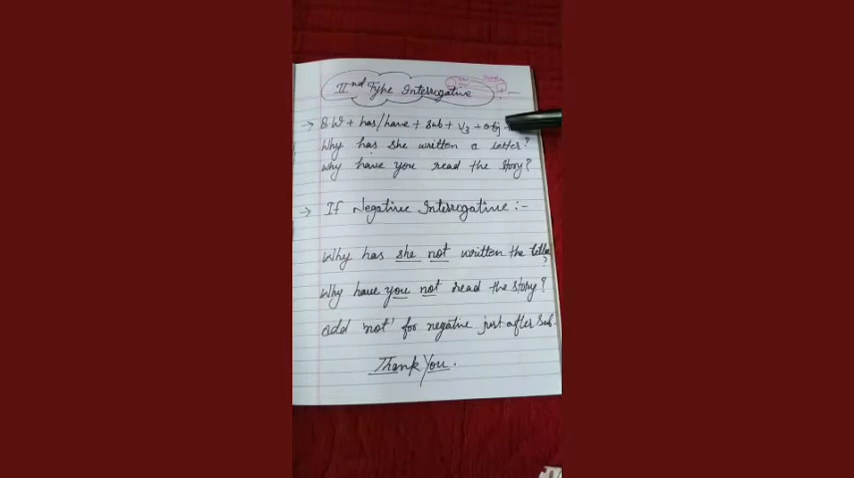 IInd Type Interrogative
→ 8 W + has/have + sub + V3 + obj
Why has she written a letter?
Why have you read the story?
→ If Negative Interrogative :-
Why has she not written the letter?
Why have you not read the story?
add 'not' for negative just after sub.
Thank You.